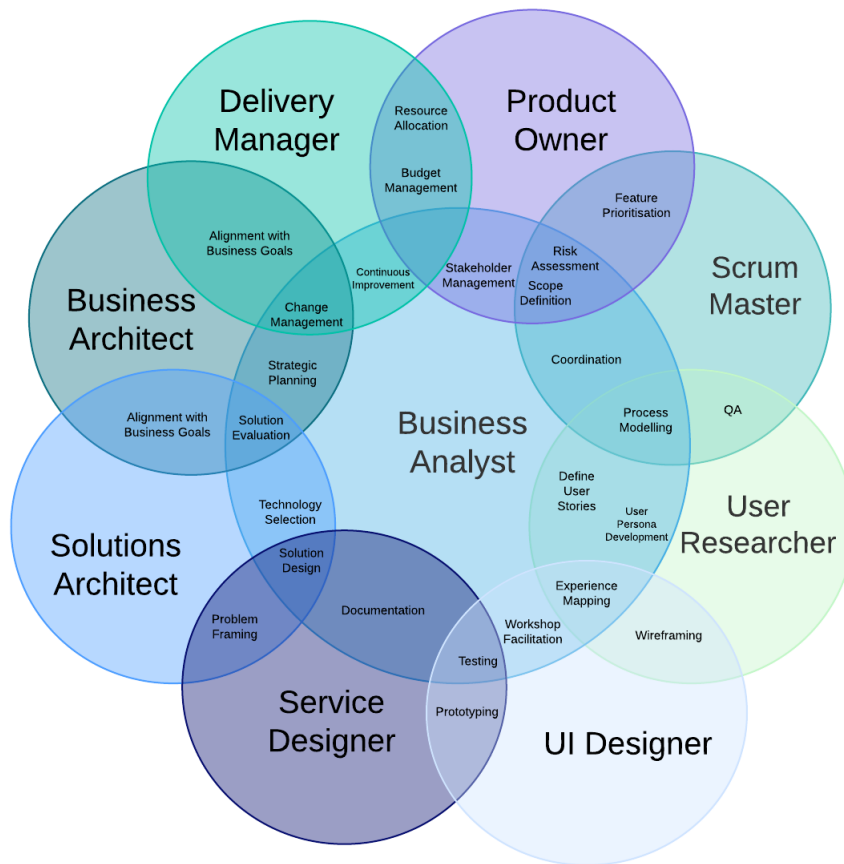 Delivery
Manager
Product
Owner
Resource
Allocation
Budget
Management
Feature
Prioritisation
Alignment with
Business Goals
Continuous
Improvement
Stakeholder
Management
Risk
Assessment
Scope
Definition
Scrum
Master
Business
Architect
Change
Management
Strategic
Planning
Coordination
Alignment with
Business Goals
Solution
Evaluation
Business
Analyst
Process
Modelling
QA
Define
User
Stories
User
Persona
Development
User
Researcher
Solutions
Architect
Technology
Selection
Solution
Design
Problem
Framing
Documentation
Experience
Mapping
Workshop
Facilitation
Wireframing
Testing
Prototyping
Service
Designer
UI Designer